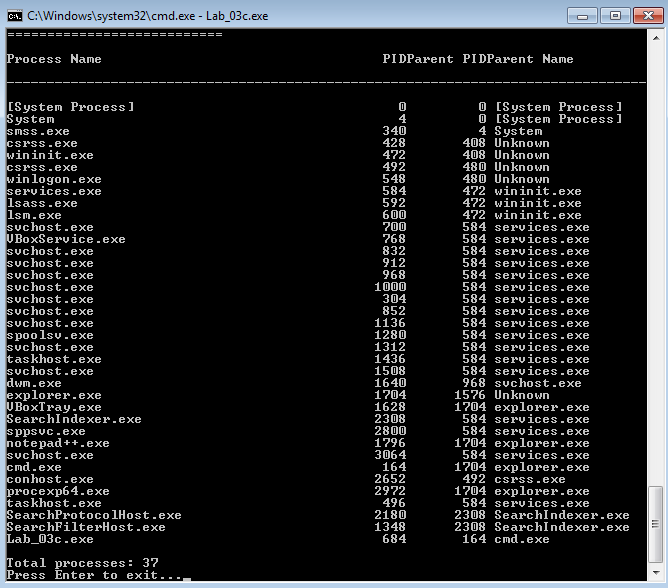 C:\Windows\system32\cmd.exe - Lab_03c.exe
===========================
Process Name PIDParent PIDParent Name
--------------------------------------------------------------------------------
[System Process] 0 0 [System Process]
System 4 0 [System Process]
smss.exe 340 4 System
csrss.exe 428 408 Unknown
wininit.exe 472 408 Unknown
csrss.exe 492 480 Unknown
winlogon.exe 548 480 Unknown
services.exe 584 472 wininit.exe
lsass.exe 592 472 wininit.exe
lsm.exe 600 472 wininit.exe
svchost.exe 700 584 services.exe
VBoxService.exe 768 584 services.exe
svchost.exe 832 584 services.exe
svchost.exe 912 584 services.exe
svchost.exe 968 584 services.exe
svchost.exe 1000 584 services.exe
svchost.exe 304 584 services.exe
svchost.exe 852 584 services.exe
svchost.exe 1136 584 services.exe
spoolsv.exe 1280 584 services.exe
svchost.exe 1312 584 services.exe
taskhost.exe 1436 584 services.exe
svchost.exe 1508 584 services.exe
dwm.exe 1640 968 svchost.exe
explorer.exe 1704 1576 Unknown
VBoxTray.exe 1628 1704 explorer.exe
SearchIndexer.exe 2308 584 services.exe
sppsvc.exe 2800 584 services.exe
notepad++.exe 1796 1704 explorer.exe
svchost.exe 3064 584 services.exe
cmd.exe 164 1704 explorer.exe
conhost.exe 2652 492 csrss.exe
procexp64.exe 2972 1704 explorer.exe
taskhost.exe 496 584 services.exe
SearchProtocolHost.exe 2180 2308 SearchIndexer.exe
SearchFilterHost.exe 1348 2308 SearchIndexer.exe
Lab_03c.exe 684 164 cmd.exe
Total processes: 37
Press Enter to exit..._